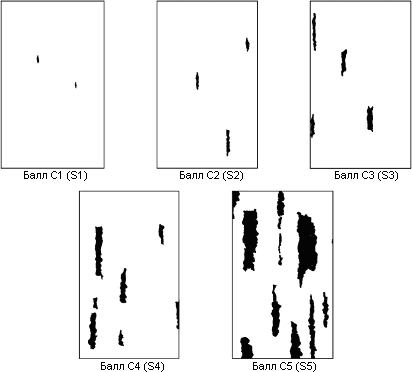 Балл С1 (S1)
Балл С2 (S2)
Балл С3 (S3)
Балл С4 (S4)
Балл С5 (S5)